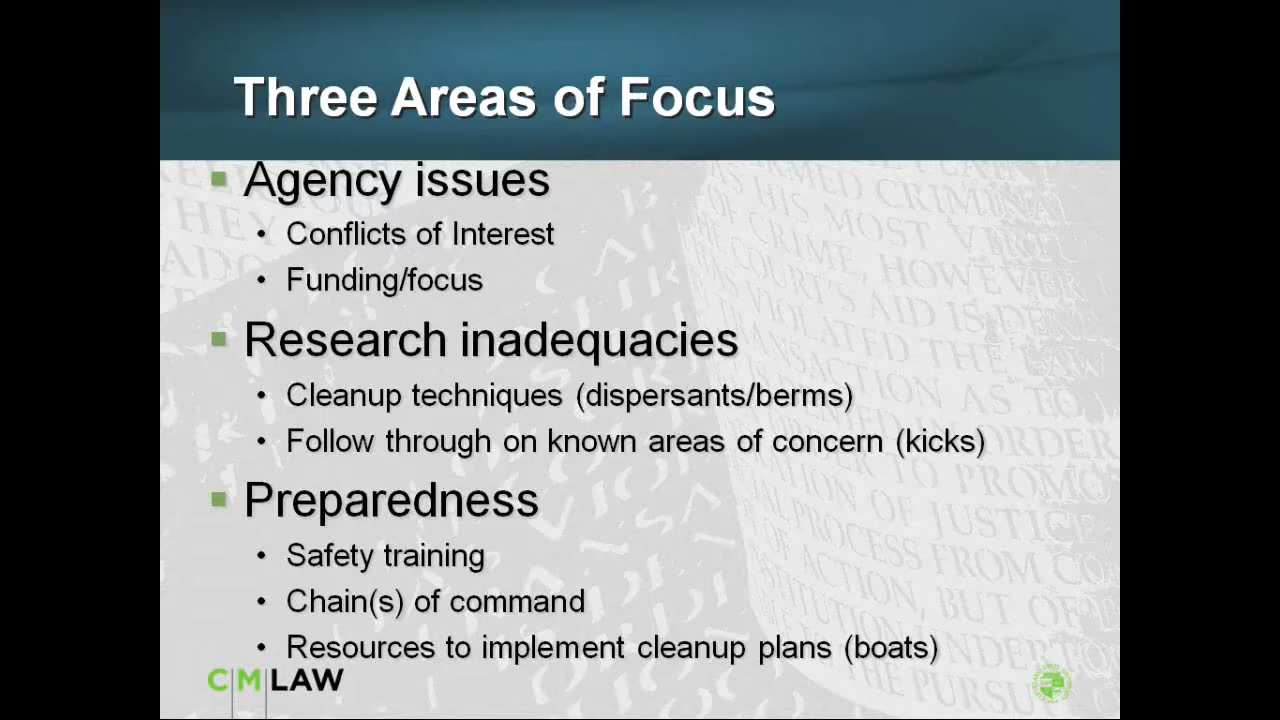 Three Areas of Focus
Agency issues
• Conflicts of Interest
• Funding/focus
Research inadequacies
• Cleanup techniques (dispersants/berms)
• Follow through on known areas of concern (kicks)
Preparedness
• Safety training
• Chain(s) of command
• Resources to implement cleanup plans (boats)
C|M|LAW